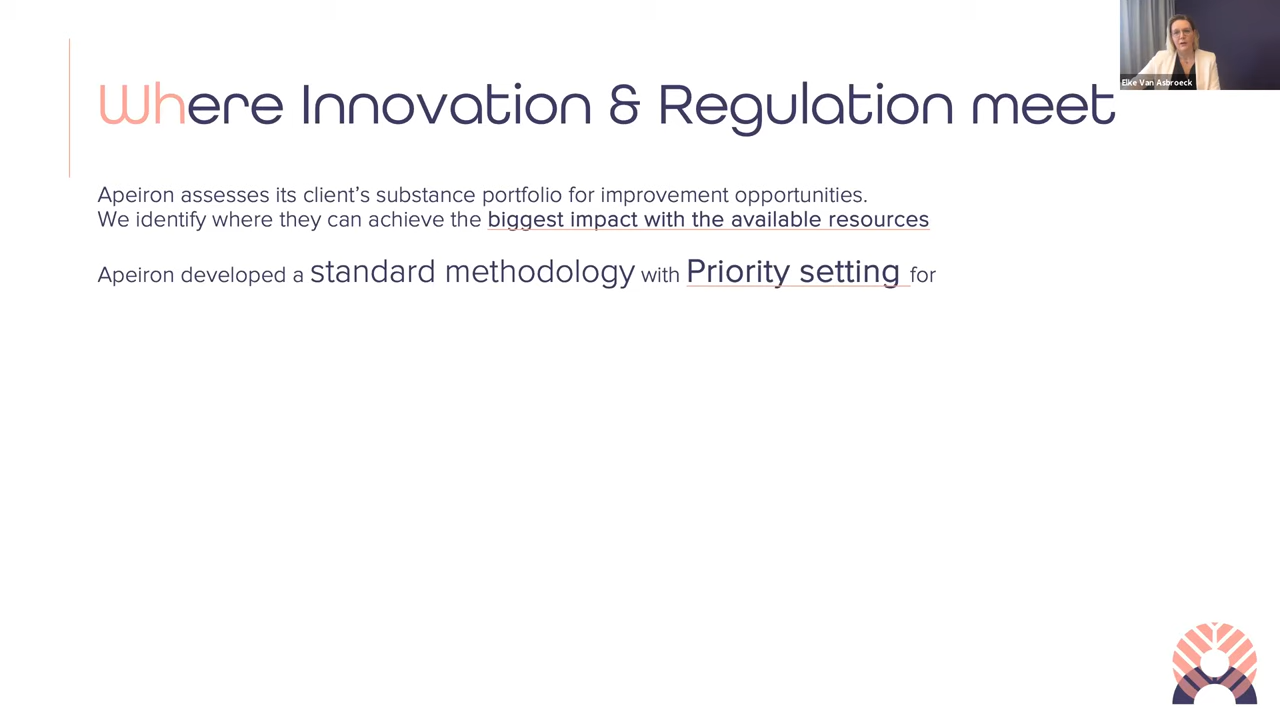 Where Innovation & Regulation meet
Elke Van Asbroeck
Apeiron assesses its client's substance portfolio for improvement opportunities.
We identify where they can achieve the biggest impact with the available resources
Apeiron developed a standard methodology with Priority setting for